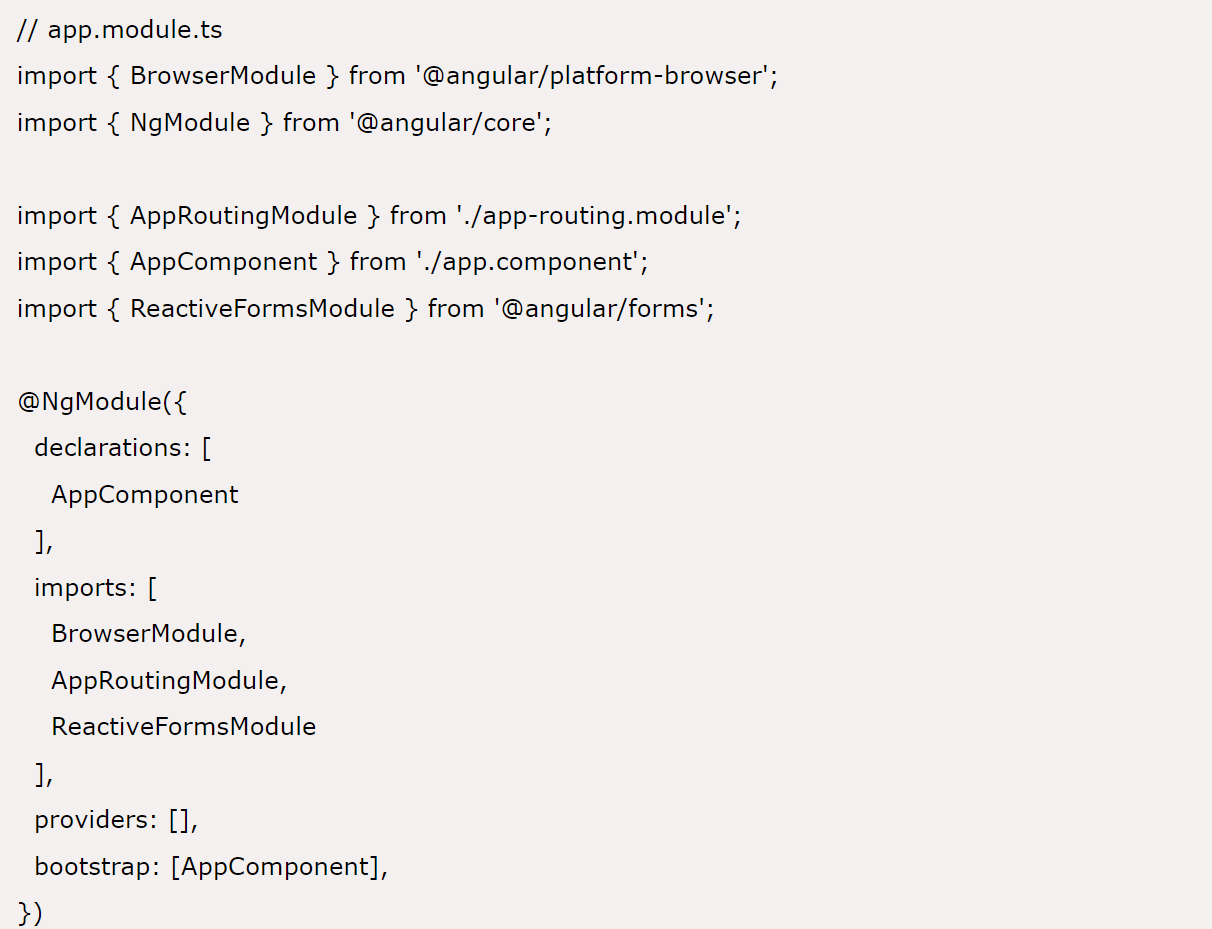 // app.module.ts
import { BrowserModule } from '@angular/platform-browser';
import { NgModule } from '@angular/core';
import { AppRoutingModule } from './app-routing.module';
import { AppComponent } from './app.component';
import { ReactiveFormsModule } from '@angular/forms';
@NgModule({
declarations: [
AppComponent
],
imports: [
BrowserModule,
AppRoutingModule,
ReactiveFormsModule
],
providers: [],
bootstrap: [AppComponent],
})